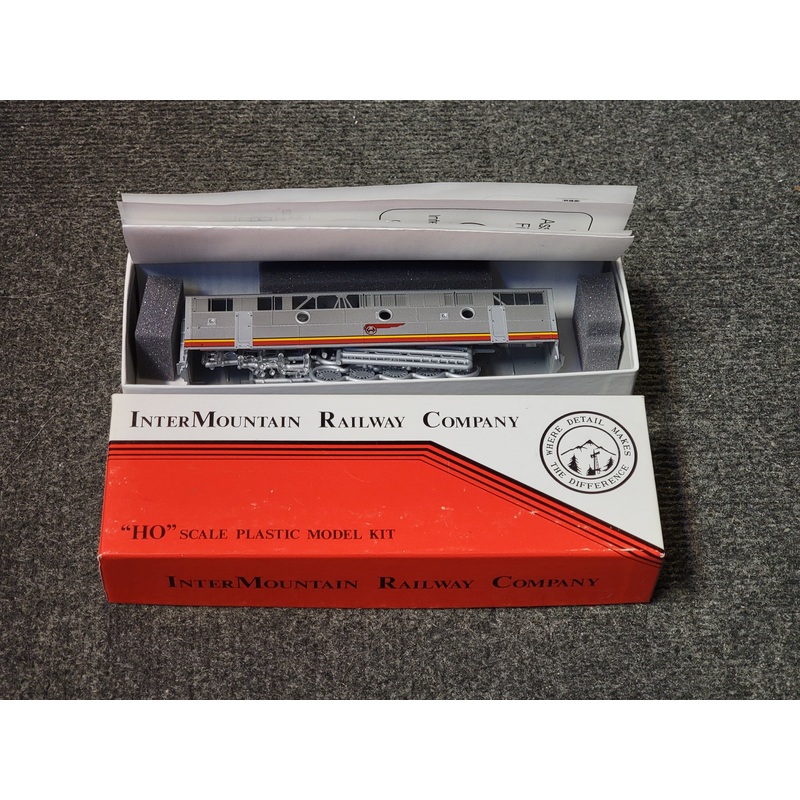 INTERMOUNTAIN RAILWAY COMPANY
WHERE DETAIL MAKES
THE DIFFERENCE
"HO" SCALE PLASTIC MODEL KIT
INTERMOUNTAIN RAILWAY COMPANY